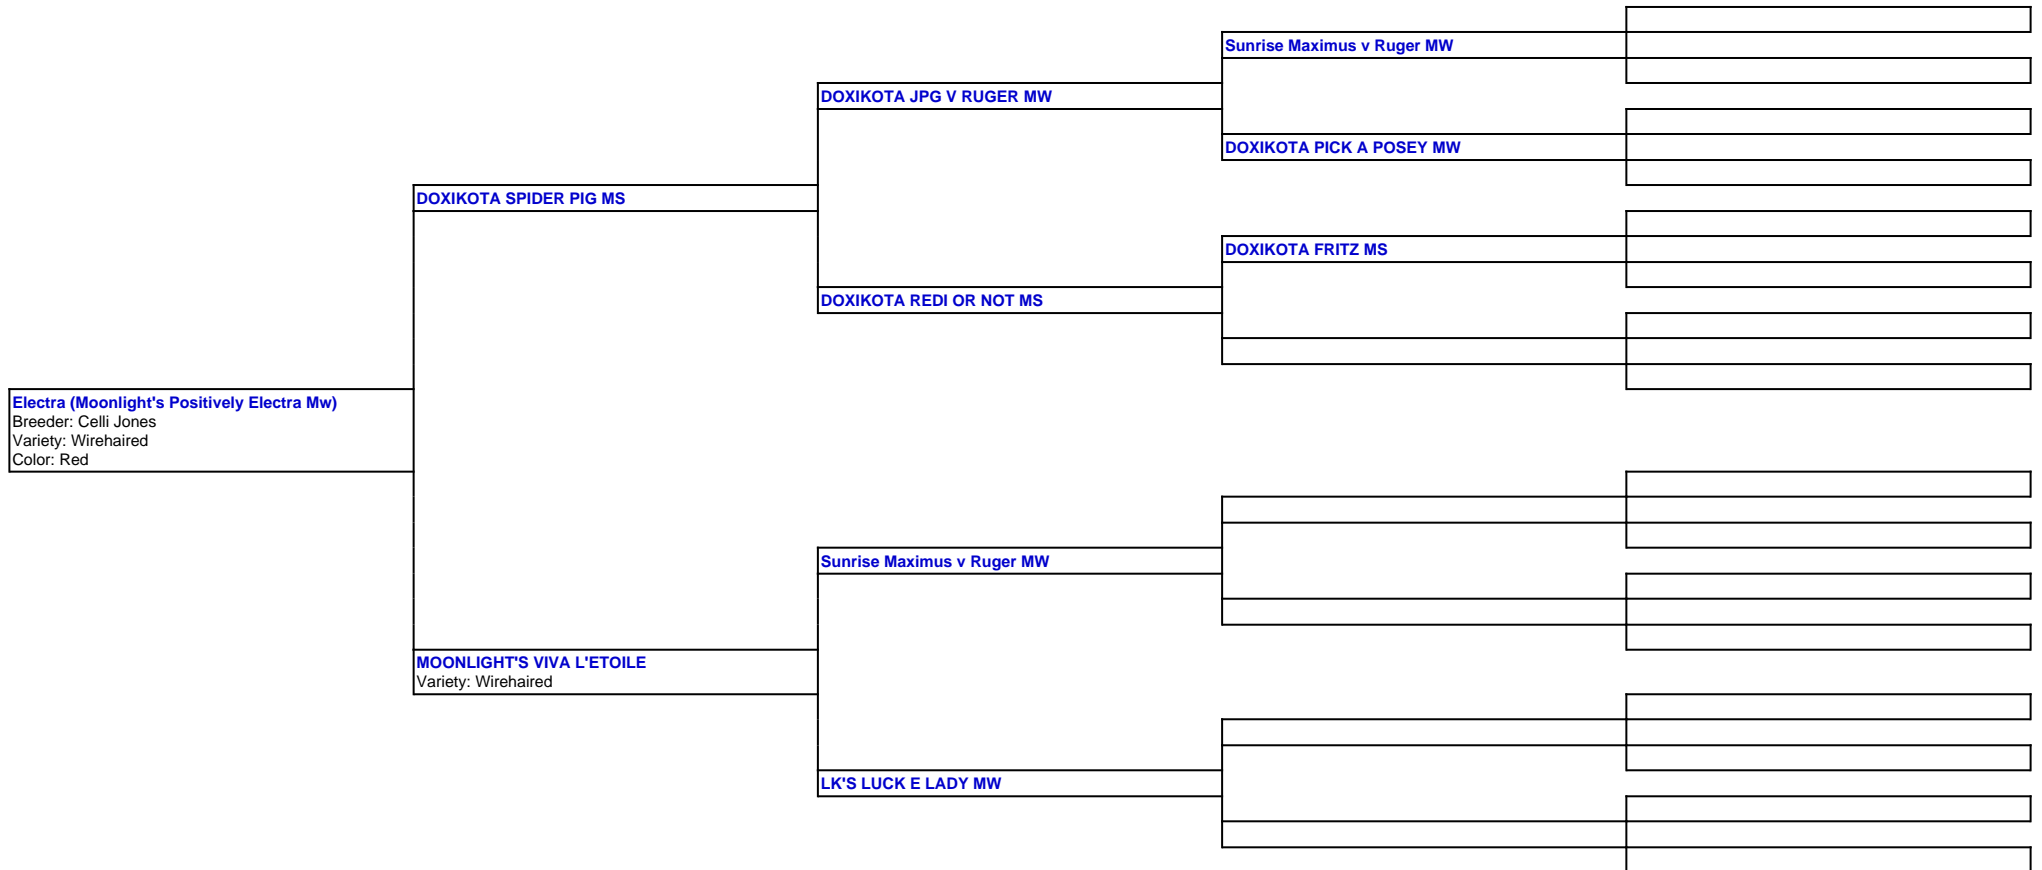 Sunrise Maximus v Ruger MW
DOXIKOTA JPG V RUGER MW
DOXIKOTA PICK A POSEY MW
DOXIKOTA SPIDER PIG MS
DOXIKOTA FRITZ MS
DOXIKOTA REDI OR NOT MS
Electra (Moonlight's Positively Electra Mw)
Breeder: Celli Jones
Variety: Wirehaired
Color: Red
Sunrise Maximus v Ruger MW
MOONLIGHT'S VIVA L'ETOILE
Variety: Wirehaired
LK'S LUCK E LADY MW